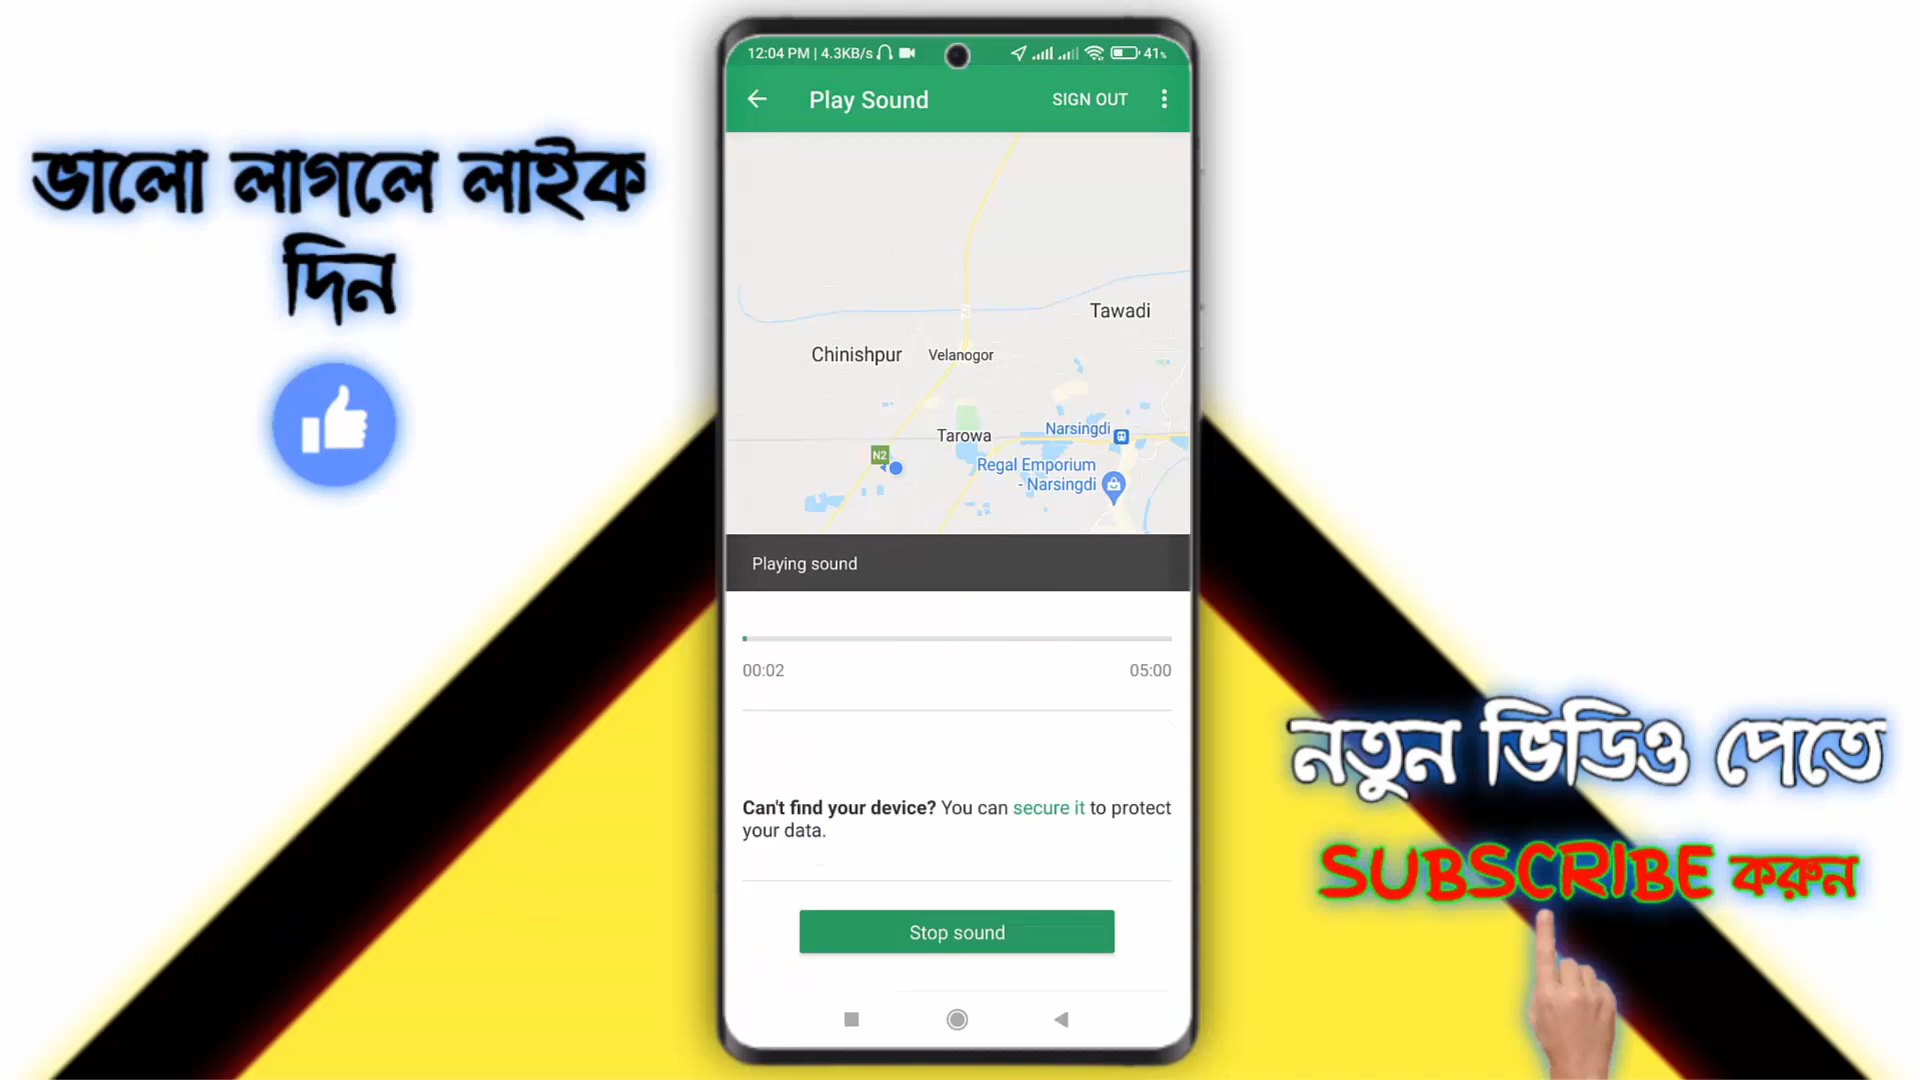 12:04 PM | 4.3KB/s 41%
Play Sound SIGN OUT
ভালো লাগলে লাইক
দিন
Tawadi
Chinishpur Velanogor
Narsingdi
Tarowa
N2
Regal Emporium
- Narsingdi
Playing sound
00:02 05:00
নতুন ভিডিও পেতে
Can't find your device? You can secure it to protect
your data.
SUBSCRIBE করুন
Stop sound